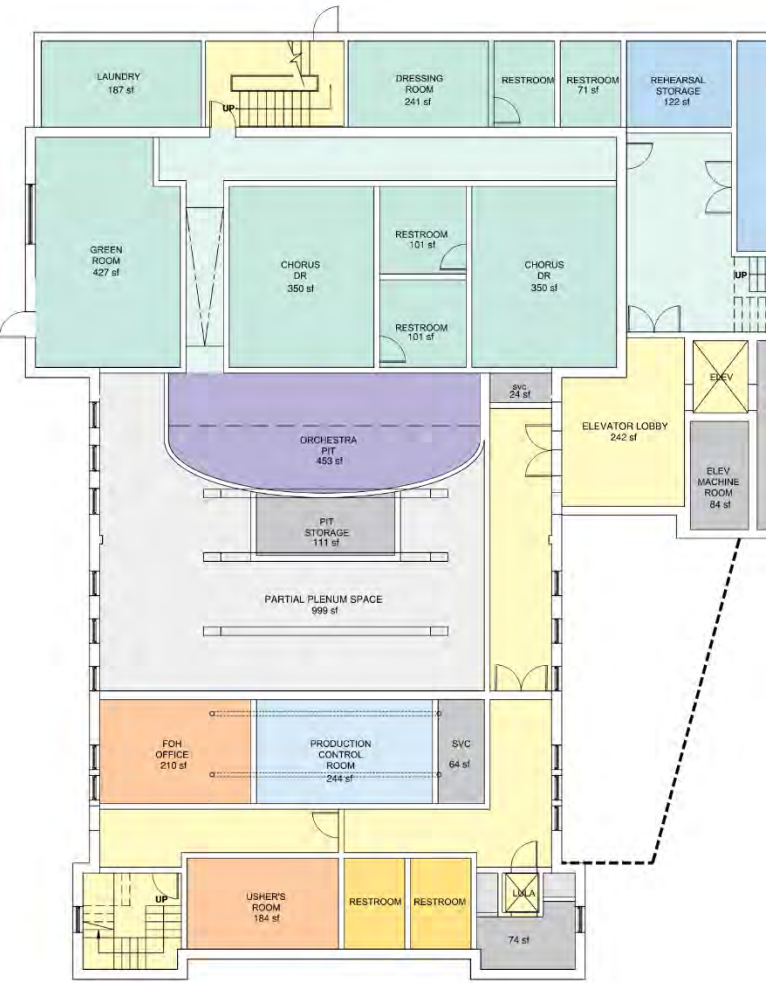 LAUNDRY
187 sf
UP
DRESSING
ROOM
241 sf
RESTROOM
RESTROOM
71 sf
REHEARSAL
STORAGE
122 sf
GREEN
ROOM
427 sf
CHORUS
DR
350 sf
RESTROOM
101 sf
RESTROOM
101 sf
CHORUS
DR
350 sf
UP
SVC
24 sf
ELEV
ORCHESTRA
PIT
453 sf
ELEVATOR LOBBY
242 sf
ELEV
MACHINE
ROOM
84 sf
PIT
STORAGE
111 sf
PARTIAL PLENUM SPACE
999 sf
FOH
OFFICE
210 sf
PRODUCTION
CONTROL
ROOM
244 sf
SVC
64 sf
UP
USHER'S
ROOM
184 sf
RESTROOM
RESTROOM
LULA
74 sf